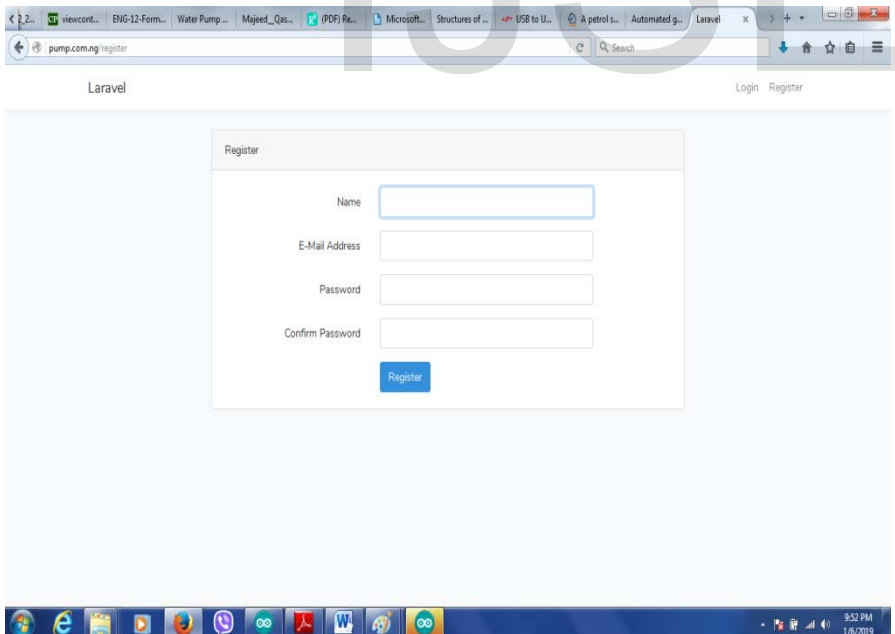 2_2... viewcont... ENG-12-Form... Water Pump ... Majeed_Qas... (PDF) Re... Microsoft... Structures of ... USB to U... A petrol s... Automated g... Laravel
pump.com.ng/register Search
Laravel Login Register
Register
Name
E-Mail Address
Password
Confirm Password
Register
9:52 PM
1/6/2019